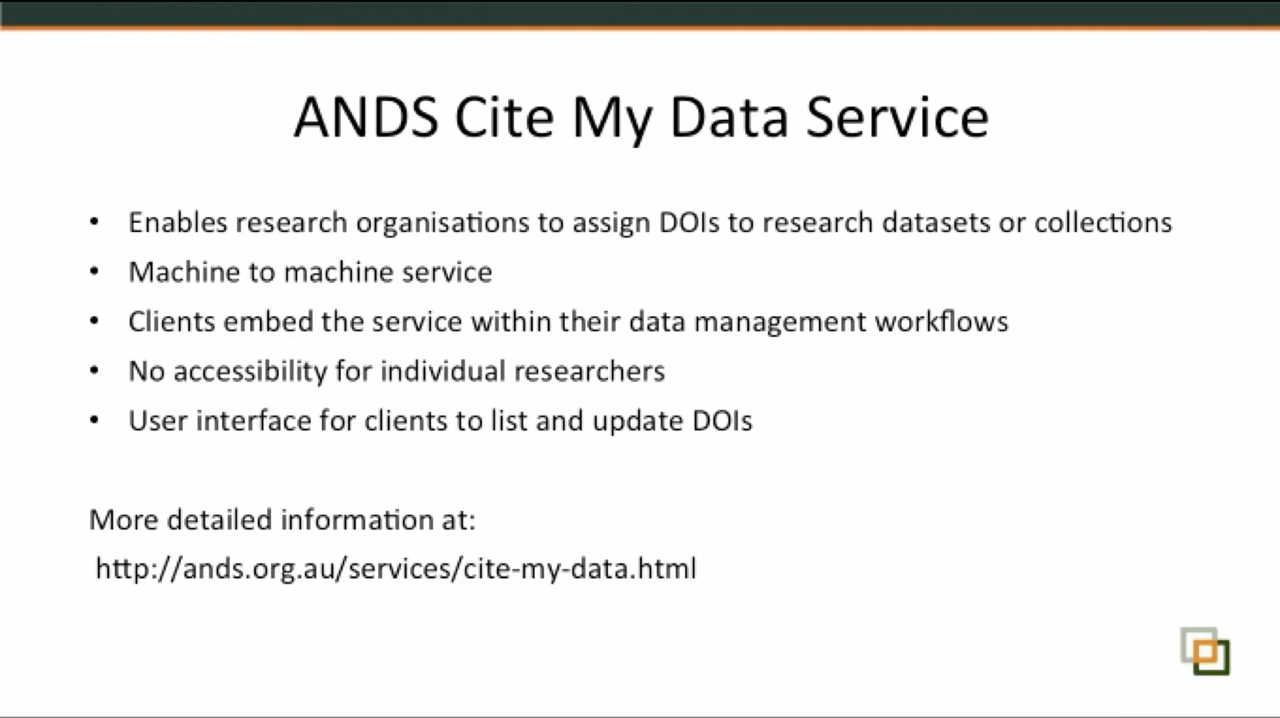 ANDS Cite My Data Service
• Enables research organisations to assign DOIs to research datasets or collections
• Machine to machine service
• Clients embed the service within their data management workflows
• No accessibility for individual researchers
• User interface for clients to list and update DOIs
More detailed information at:
http://ands.org.au/services/cite-my-data.html